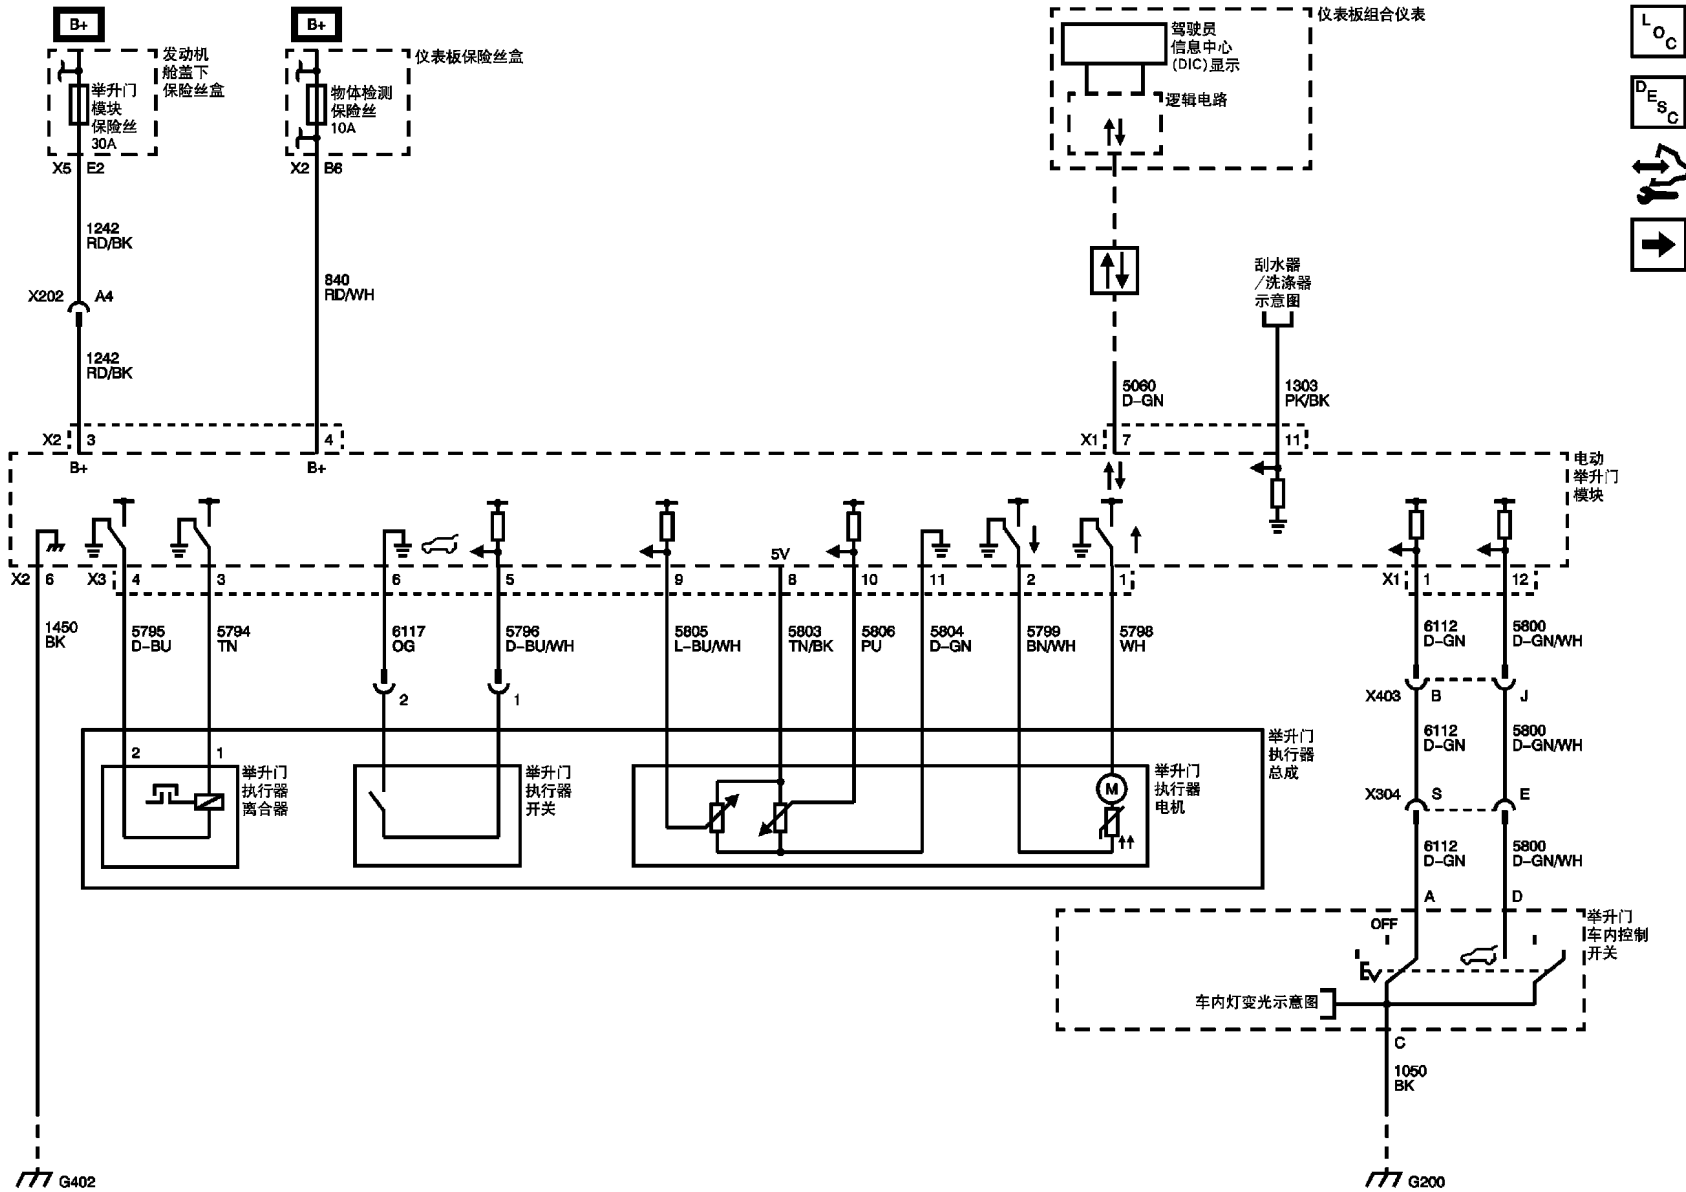 B+
B+
发动机
舱盖下
保险丝盒
举升门
模块
保险丝
30A
X5 E2
仪表板保险丝盒
物体检测
保险丝
10A
X2 B6
仪表板组合仪表
驾驶员
信息中心
(DIC)显示
逻辑电路
L
O
C
D
E
S
C
1242
RD/BK
X202 A4
1242
RD/BK
840
RD/WH
刮水器
/洗涤器
示意图
5060
D-GN
1303
PK/BK
X2 3 4
X1 7 11
B+ B+
电动
举升门
模块
5V
X2 6 X3 4 3 6 5 9 8 10 11 2 1 X1 1 12
1450
BK
5795
D-BU
5794
TN
6117
OG
5796
D-BU/WH
5805
L-BU/WH
5803
TN/BK
5806
PU
5804
D-GN
5799
BN/WH
5798
WH
6112
D-GN
5800
D-GN/WH
2 1
X403 B J
6112
D-GN
5800
D-GN/WH
2 1
举升门
执行器
离合器
举升门
执行器
开关
举升门
执行器
电机
M
举升门
执行器
总成
X304 S E
6112
D-GN
5800
D-GN/WH
A D
OFF
举升门
车内控制
开关
车内灯变光示意图
C
1050
BK
G402
G200